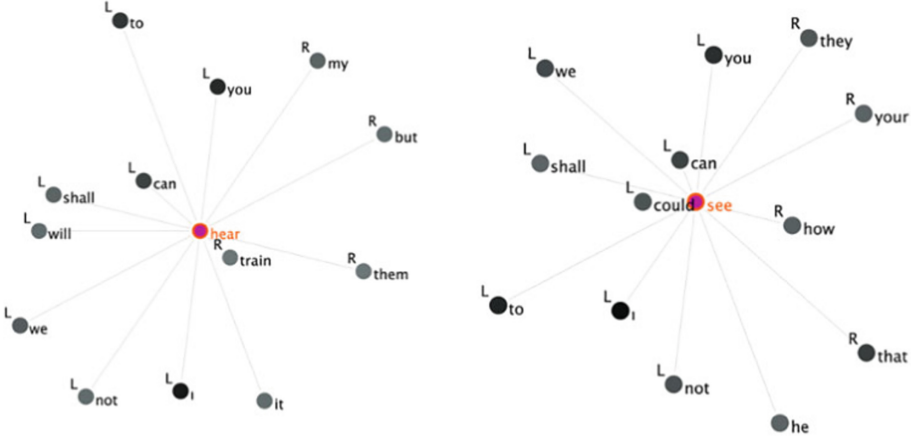 L to
R my
L you
R but
L can
L shall
L will
hear
R train
R them
L we
L not
L I
it
R they
L you
L we
R your
L can
L shall
L could
see
R how
L to
L I
R that
L not
he